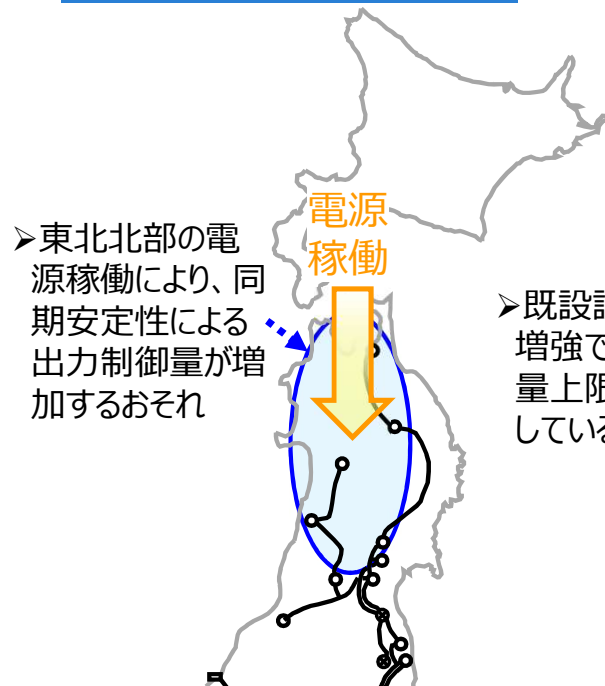 電源
稼働
➢東北北部の電
源稼働により、同
期安定性による
出力制御量が増
加するおそれ
➢既設
増強で
量上限
している